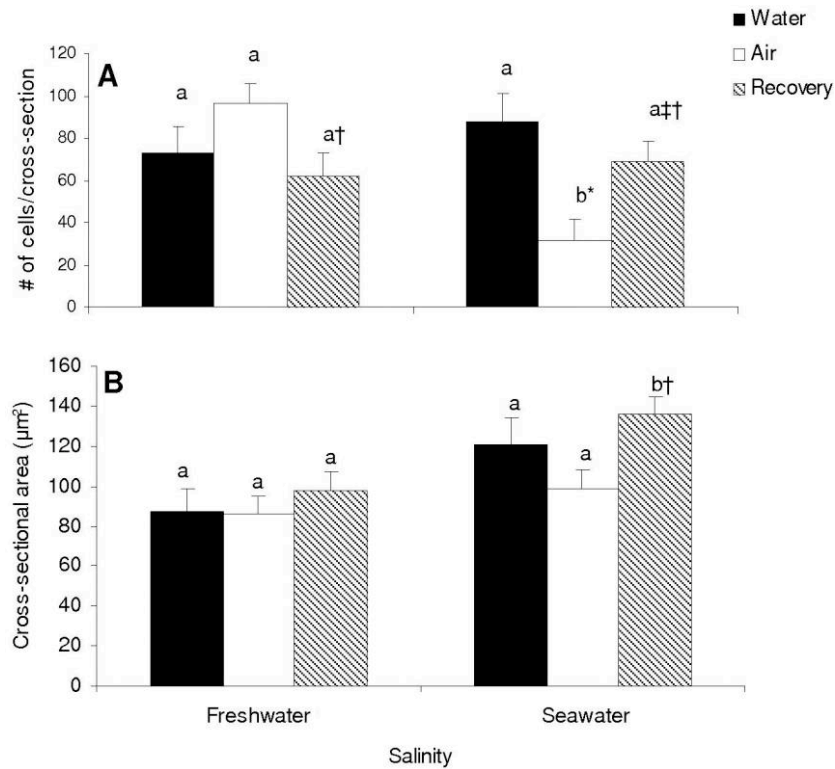 Water
Air
Recovery
A
# of cells/cross-section
120
100
80
60
40
20
0
a
a
a†
a
b*
a‡†
B
Cross-sectional area (µm²)
160
140
120
100
80
60
40
20
0
a
a
a
a
a
b†
Freshwater
Seawater
Salinity